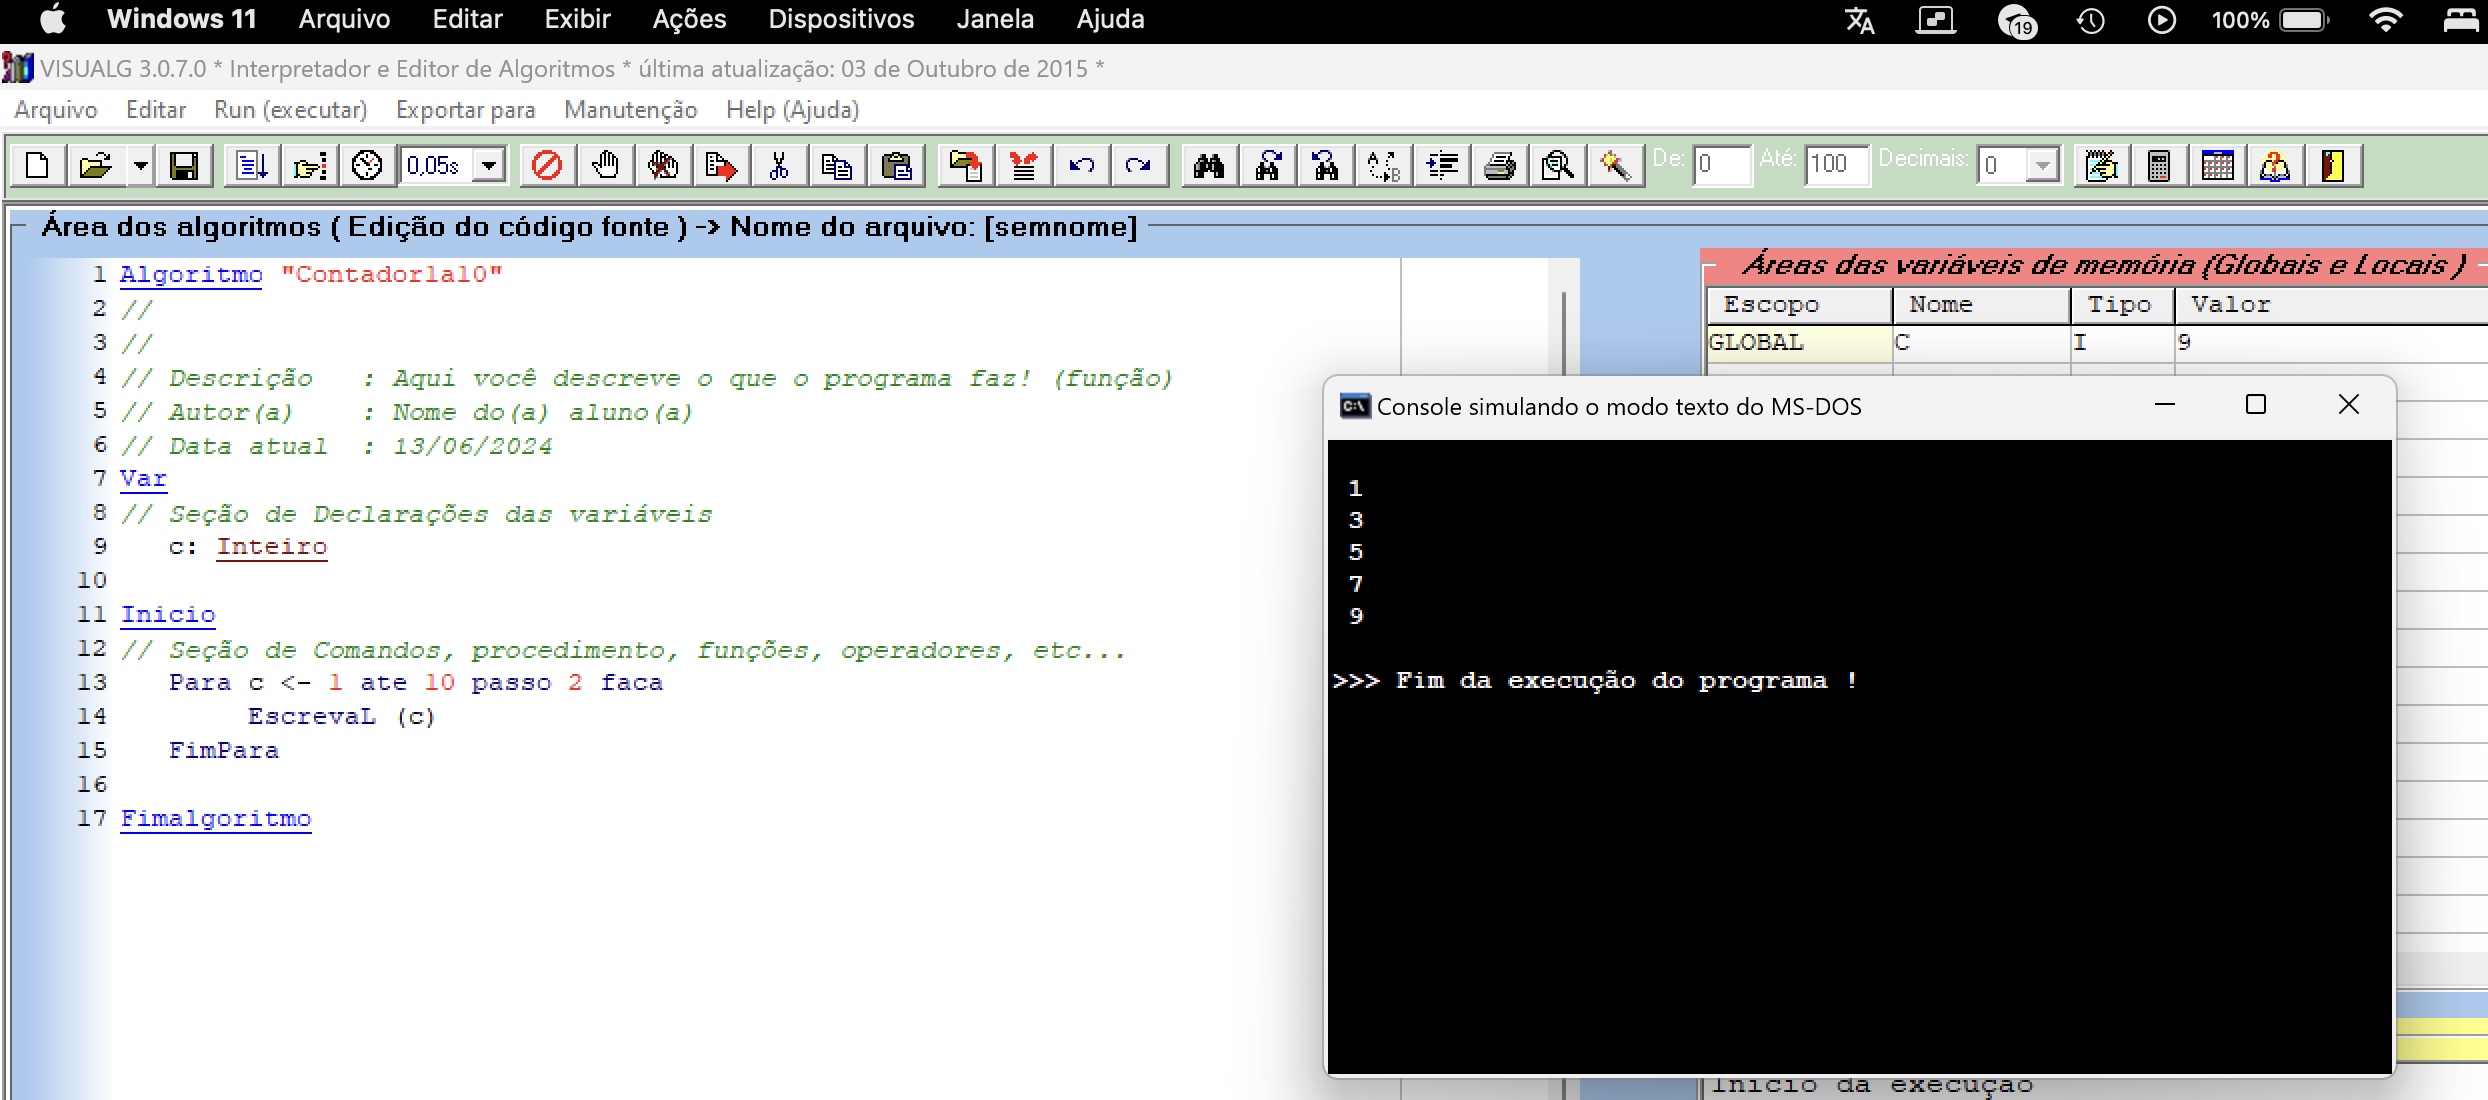 Windows 11 Arquivo Editar Exibir Ações Dispositivos Janela Ajuda 19 100%
VISUALG 3.0.7.0 * Interpretador e Editor de Algoritmos * última atualização: 03 de Outubro de 2015 *
Arquivo Editar Run (executar) Exportar para Manutenção Help (Ajuda)
0,05s De: 0 Até: 100 Decimais: 0
Área dos algoritmos ( Edição do código fonte ) -> Nome do arquivo: [semnome]
1 Algoritmo "Contador1a10"
2 //
3 //
4 // Descrição : Aqui você descreve o que o programa faz! (função)
5 // Autor(a) : Nome do(a) aluno(a)
6 // Data atual : 13/06/2024
7 Var
8 // Seção de Declarações das variáveis
9 c: Inteiro
10
11 Inicio
12 // Seção de Comandos, procedimento, funções, operadores, etc...
13 Para c <- 1 ate 10 passo 2 faca
14 EscrevaL (c)
15 FimPara
16
17 Fimalgoritmo
Áreas das variáveis de memória (Globais e Locais )
Escopo Nome Tipo Valor
GLOBAL C I 9
C:\ Console simulando o modo texto do MS-DOS
1
3
5
7
9
>>> Fim da execução do programa !
Início da execução